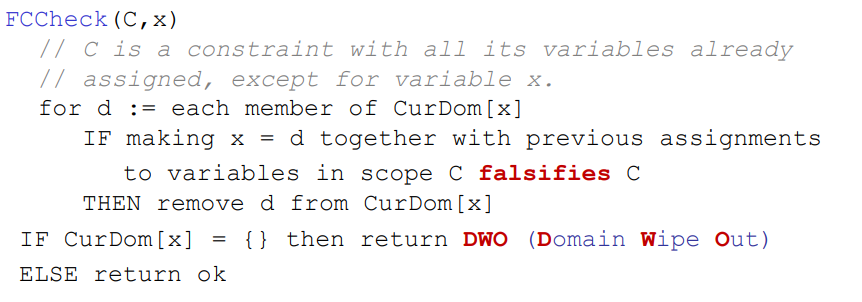 FCCheck(C,x)
// C is a constraint with all its variables already
// assigned, except for variable x.
for d := each member of CurDom[x]
IF making x = d together with previous assignments
to variables in scope C falsifies C
THEN remove d from CurDom[x]
IF CurDom[x] = {} then return DWO (Domain Wipe Out)
ELSE return ok